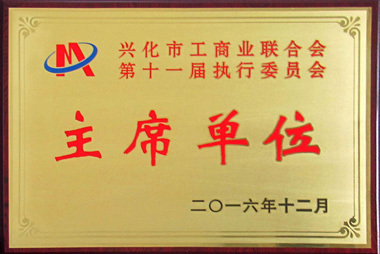 兴化市工商业联合会
第十一届执行委员会
主席单位
二〇一六年十二月